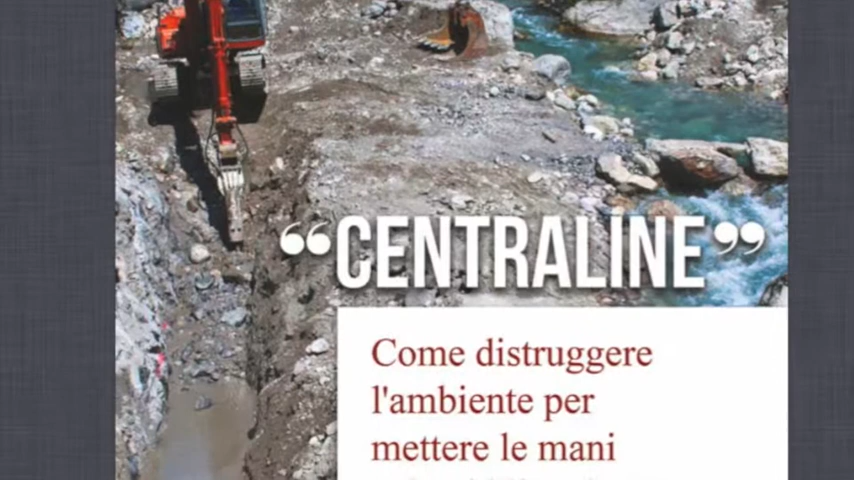 “CENTRALINE”
Come distruggere
l'ambiente per
mettere le mani